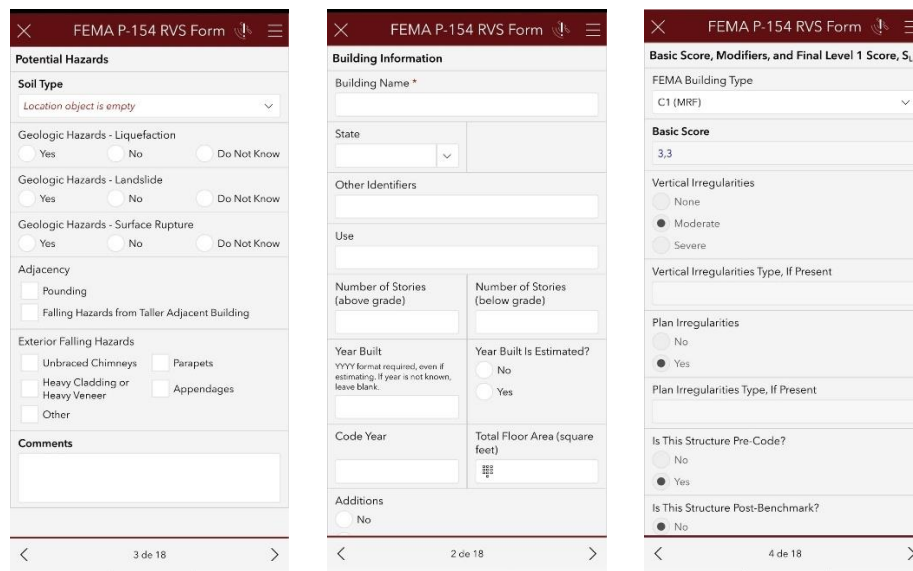 FEMA P-154 RVS Form
Potential Hazards
Soil Type
Location object is empty
Geologic Hazards - Liquefaction
Yes No Do Not Know
Geologic Hazards - Landslide
Yes No Do Not Know
Geologic Hazards - Surface Rupture
Yes No Do Not Know
Adjacency
Pounding
Falling Hazards from Taller Adjacent Building
Exterior Falling Hazards
Unbraced Chimneys Parapets
Heavy Cladding or
Heavy Veneer
Appendages
Other
Comments
3 de 18
FEMA P-154 RVS Form
Building Information
Building Name *
State
Other Identifiers
Use
Number of Stories
(above grade)
Number of Stories
(below grade)
Year Built
YYYY format required, even if
estimating. If year is not known,
leave blank.
Year Built Is Estimated?
No
Yes
Code Year
Total Floor Area (square
feet)
Additions
No
2 de 18
FEMA P-154 RVS Form
Basic Score, Modifiers, and Final Level 1 Score, SL
FEMA Building Type
C1 (MRF)
Basic Score
3,3
Vertical Irregularities
None
Moderate
Severe
Vertical Irregularities Type, If Present
Plan Irregularities
No
Yes
Plan Irregularities Type, If Present
Is This Structure Pre-Code?
No
Yes
Is This Structure Post-Benchmark?
No
4 de 18